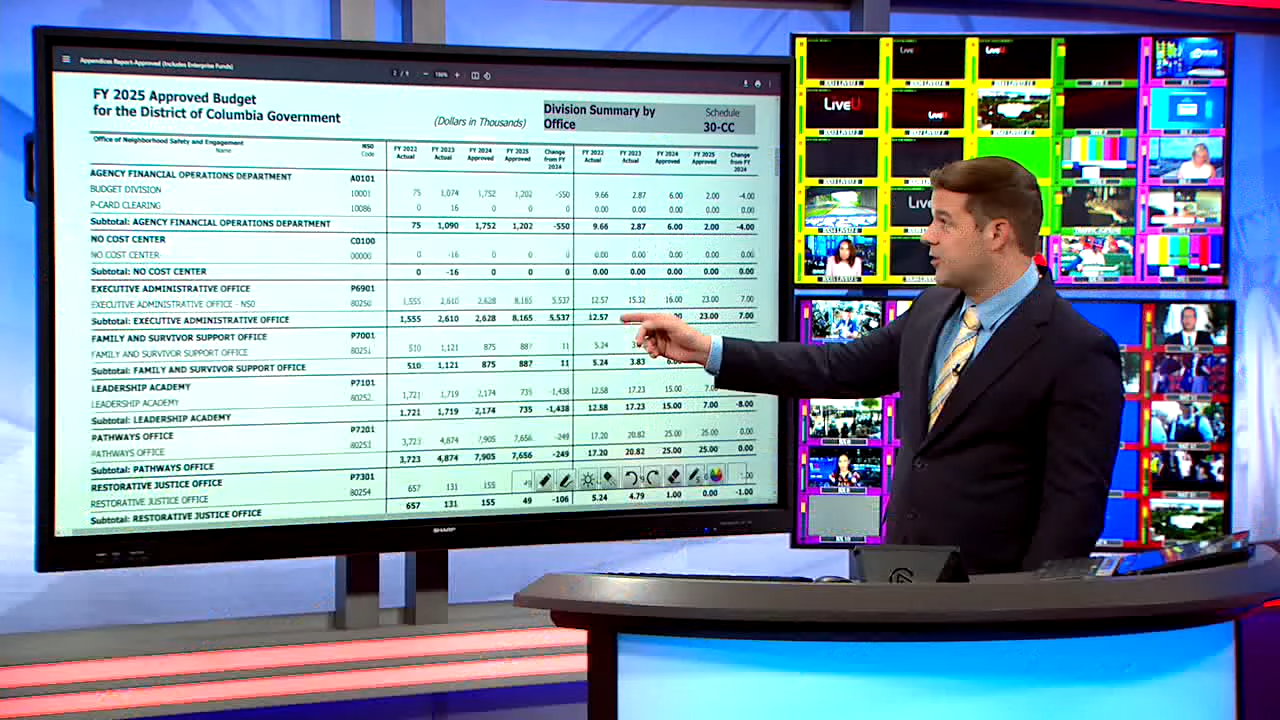 Appendices Report-Approved (Includes Enterprise Funds)
2 / 8
FY 2025 Approved Budget
for the District of Columbia Government
(Dollars in Thousands)
Division Summary by
Office
Schedule
30-CC
Office of Neighborhood Safety and Engagement
Name
NS0
Code
FY 2022 Actual FY 2023 Actual FY 2024 Approved FY 2025 Approved Change from FY 2024 FY 2022 Actual FY 2023 Actual FY 2024 Approved FY 2025 Approved Change from FY 2024
AGENCY FINANCIAL OPERATIONS DEPARTMENT A0101
BUDGET DIVISION 10001 75 1,074 1,752 1,202 -550 9.66 2.87 6.00 2.00 -4.00
P-CARD CLEARING 10086 0 16 0 0 0 0.00 0.00 0.00 0.00 0.00
Subtotal: AGENCY FINANCIAL OPERATIONS DEPARTMENT 75 1,090 1,752 1,202 -550 9.66 2.87 6.00 2.00 -4.00
NO COST CENTER C0100
NO COST CENTER 00000 0 -16 0 0 0 0.00 0.00 0.00 0.00 0.00
Subtotal: NO COST CENTER 0 -16 0 0 0 0.00 0.00 0.00 0.00 0.00
EXECUTIVE ADMINISTRATIVE OFFICE P6901
EXECUTIVE ADMINISTRATIVE OFFICE - NS0 80250 1,555 2,610 2,628 8,165 5,537 12.57 15.32 16.00 23.00 7.00
Subtotal: EXECUTIVE ADMINISTRATIVE OFFICE 1,555 2,610 2,628 8,165 5,537 12.57 23.00 7.00
FAMILY AND SURVIVOR SUPPORT OFFICE P7001
FAMILY AND SURVIVOR SUPPORT OFFICE 80251 510 1,121 875 887 11 5.24
Subtotal: FAMILY AND SURVIVOR SUPPORT OFFICE 510 1,121 875 887 11 5.24 3.83
LEADERSHIP ACADEMY P7101
LEADERSHIP ACADEMY 80252 1,721 1,719 2,174 735 -1,438 12.58 17.23 15.00
Subtotal: LEADERSHIP ACADEMY 1,721 1,719 2,174 735 -1,438 12.58 17.23 15.00 7.00 -8.00
PATHWAYS OFFICE P7201
PATHWAYS OFFICE 80253 3,723 4,874 7,905 7,656 -249 17.20 20.82 25.00 25.00 0.00
Subtotal: PATHWAYS OFFICE 3,723 4,874 7,905 7,656 -249 17.20 20.82 25.00 25.00 0.00
RESTORATIVE JUSTICE OFFICE P7301
RESTORATIVE JUSTICE OFFICE 80254 657 131 155 49
Subtotal: RESTORATIVE JUSTICE OFFICE 657 131 155 49 -106 5.24 4.79 1.00 0.00 -1.00
SHARP
LiveU
LiveU
LiveU
LiveU